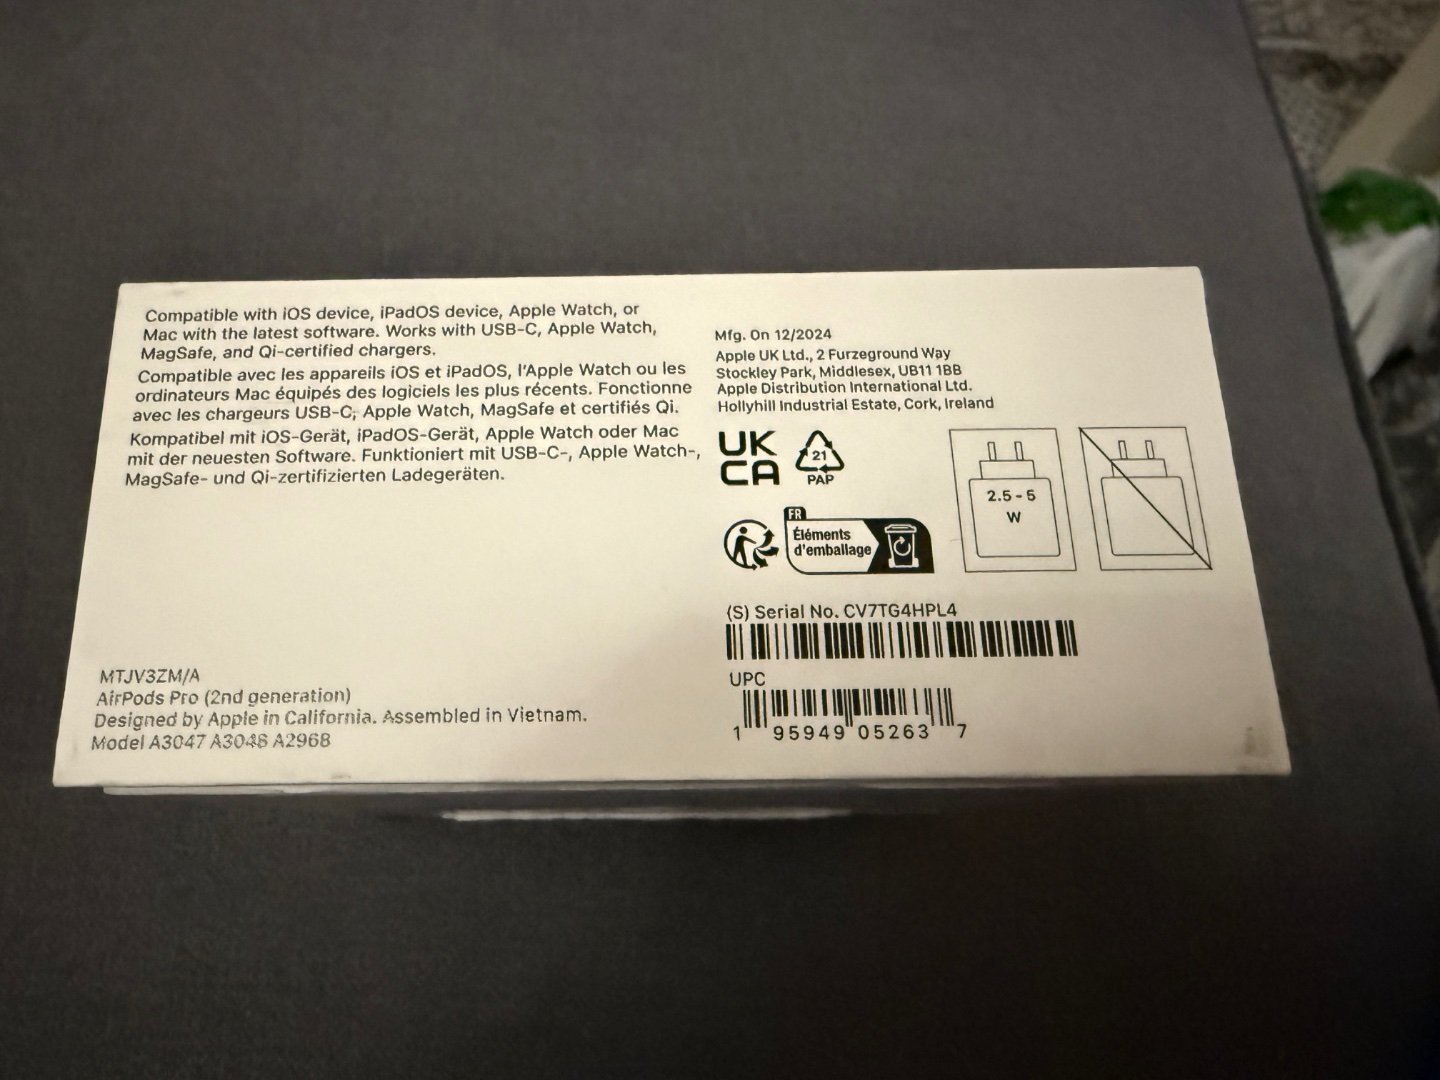 Compatible with iOS device, iPadOS device, Apple Watch, or
Mac with the latest software. Works with USB-C, Apple Watch,
MagSafe, and Qi-certified chargers.
Compatible avec les appareils iOS et iPadOS, l'Apple Watch ou les
ordinateurs Mac équipés des logiciels les plus récents. Fonctionne
avec les chargeurs USB-C, Apple Watch, MagSafe et certifiés Qi.
Kompatibel mit iOS-Gerät, iPadOS-Gerät, Apple Watch oder Mac
mit der neuesten Software. Funktioniert mit USB-C-, Apple Watch-,
MagSafe- und Qi-zertifizierten Ladegeräten.
MTJV3ZM/A
AirPods Pro (2nd generation)
Designed by Apple in California. Assembled in Vietnam.
Model A3047 A3048 A2968
Mfg. On 12/2024
Apple UK Ltd., 2 Furzeground Way
Stockley Park, Middlesex, UB11 1BB
Apple Distribution International Ltd.
Hollyhill Industrial Estate, Cork, Ireland
UK
CA
21
PAP
FR
Éléments
d'emballage
2.5 - 5
W
(S) Serial No. CV7TG4HPL4
UPC
1 95949 05263 7